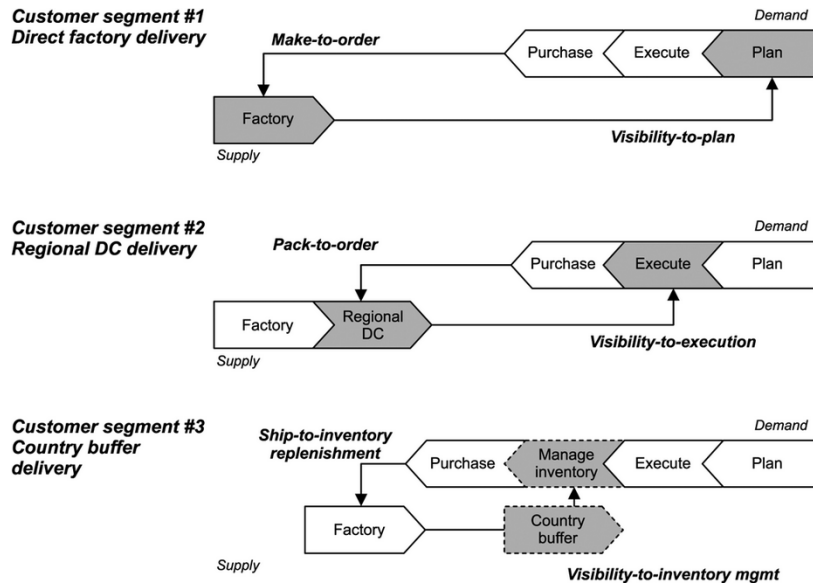 Customer segment #1
Direct factory delivery
Demand
Make-to-order
Purchase
Execute
Plan
Factory
Supply
Visibility-to-plan
Customer segment #2
Regional DC delivery
Demand
Pack-to-order
Purchase
Execute
Plan
Factory
Regional
DC
Supply
Visibility-to-execution
Customer segment #3
Country buffer
delivery
Demand
Ship-to-inventory
replenishment
Purchase
Manage
inventory
Execute
Plan
Factory
Country
buffer
Supply
Visibility-to-inventory mgmt